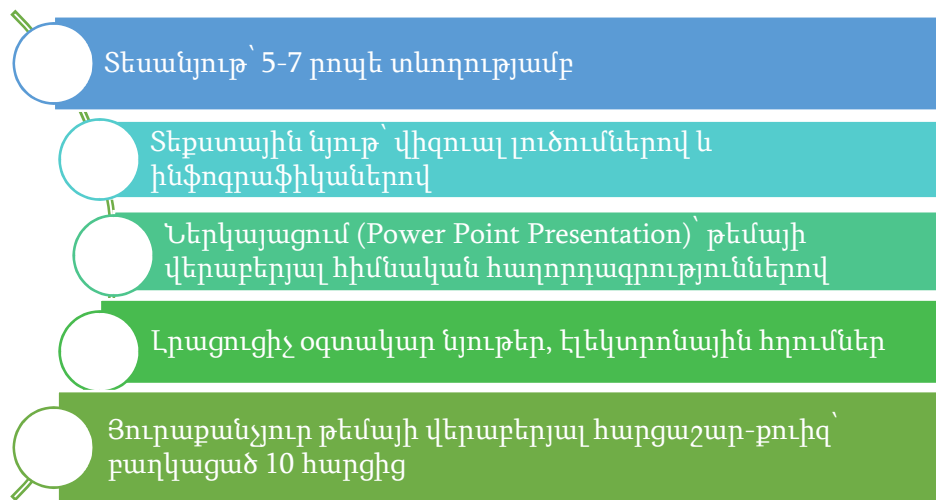 Տեսանյութ՝ 5-7 րոպե տևողությամբ
Տեքստային նյութ՝ վիզուալ լուծումներով և
ինֆոգրաֆիկաներով
Ներկայացում (Power Point Presentation)՝ թեմայի
վերաբերյալ հիմնական հաղորդագրություններով
Լրացուցիչ օգտակար նյութեր, էլեկտրոնային հղումներ
Յուրաքանչյուր թեմայի վերաբերյալ հարցաշար-քուիզ՝
բաղկացած 10 հարցից